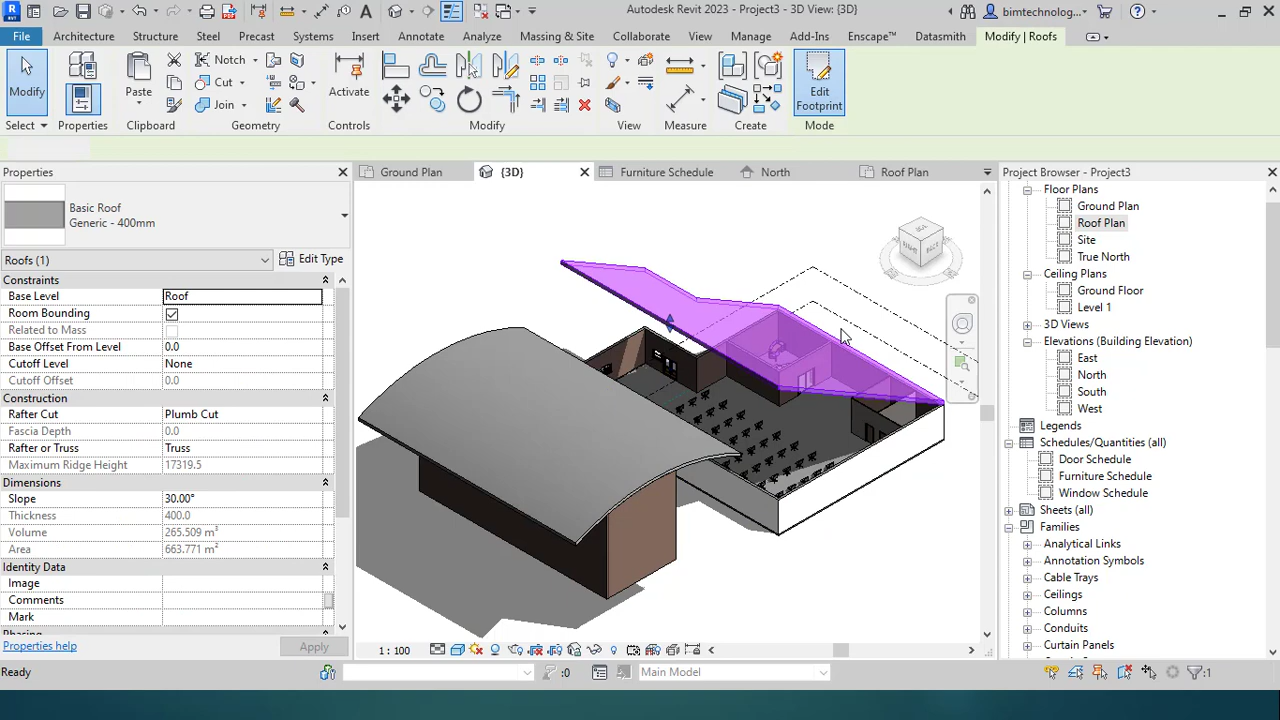 Autodesk Revit 2023 - Project3 - 3D View: {3D}
bimtechnolog...
File
Architecture
Structure
Steel
Precast
Systems
Insert
Annotate
Analyze
Massing & Site
Collaborate
View
Manage
Add-Ins
Enscape™
Datasmith
Modify | Roofs
Modify
Paste
Notch
Cut
Join
Activate
Edit
Footprint
Select
Properties
Clipboard
Geometry
Controls
Modify
View
Measure
Create
Mode
Properties
Ground Plan
{3D}
Furniture Schedule
North
Roof Plan
Project Browser - Project3
Basic Roof
Generic - 400mm
Roofs (1)
Edit Type
Constraints
Base Level Roof
Room Bounding
Related to Mass
Base Offset From Level 0.0
Cutoff Level None
Cutoff Offset 0.0
Construction
Rafter Cut Plumb Cut
Fascia Depth 0.0
Rafter or Truss Truss
Maximum Ridge Height 17319.5
Dimensions
Slope 30.00°
Thickness 400.0
Volume 265.509 m³
Area 663.771 m²
Identity Data
Image
Comments
Mark
Phasing
Properties help
Apply
Floor Plans
Ground Plan
Roof Plan
Site
True North
Ceiling Plans
Ground Floor
Level 1
3D Views
Elevations (Building Elevation)
East
North
South
West
Legends
Schedules/Quantities (all)
Door Schedule
Furniture Schedule
Window Schedule
Sheets (all)
Families
Analytical Links
Annotation Symbols
Cable Trays
Ceilings
Columns
Conduits
Curtain Panels
1 : 100
Ready
:0
Main Model
:1